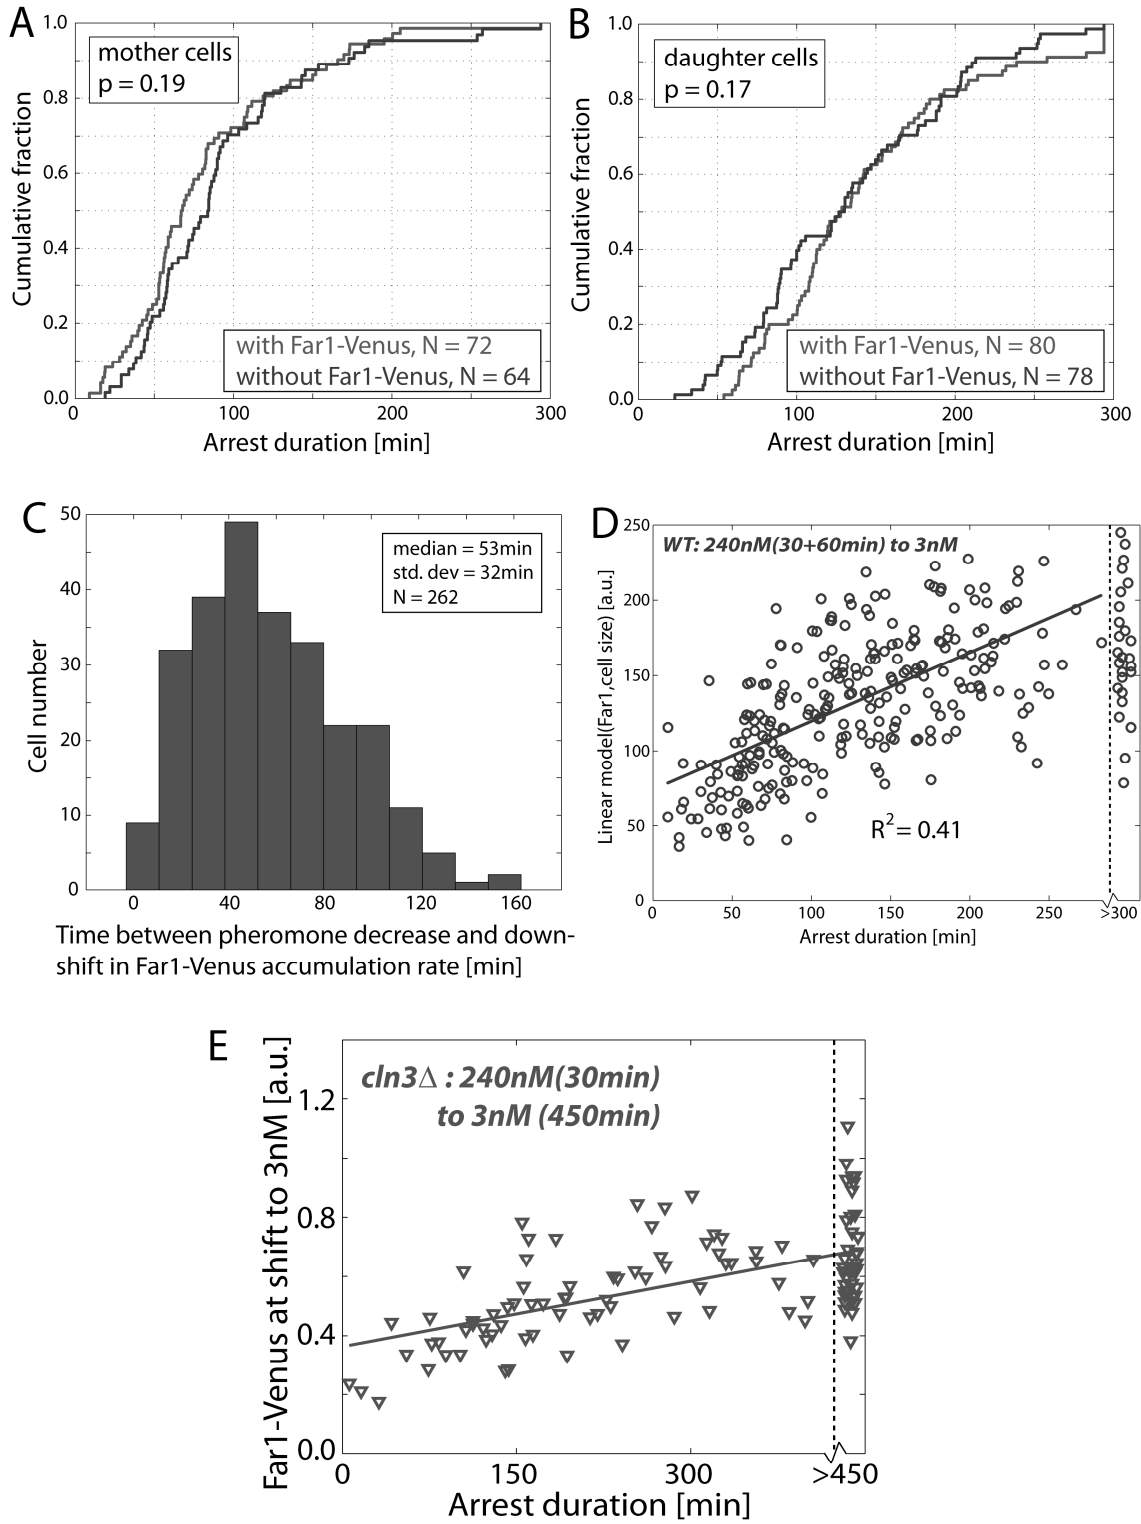 A
mother cells
p = 0.19
Cumulative fraction
1.0
0.8
0.6
0.4
0.2
0.0
with Far1-Venus, N = 72
without Far1-Venus, N = 64
0 100 200 300
Arrest duration [min]
B
daughter cells
p = 0.17
Cumulative fraction
1.0
0.8
0.6
0.4
0.2
0.0
with Far1-Venus, N = 80
without Far1-Venus, N = 78
0 100 200 300
Arrest duration [min]
C
median = 53min
std. dev = 32min
N = 262
Cell number
50
40
30
20
10
0
0 40 80 120 160
Time between pheromone decrease and down-
shift in Far1-Venus accumulation rate [min]
D
WT: 240nM(30+60min) to 3nM
Linear model(Far1,cell size) [a.u.]
250
200
150
100
50
0
R2 = 0.41
0 50 100 150 200 250 >300
Arrest duration [min]
E
cln3Δ : 240nM(30min)
to 3nM (450min)
Far1-Venus at shift to 3nM [a.u.]
1.2
0.8
0.4
0.0
0 150 300 >450
Arrest duration [min]